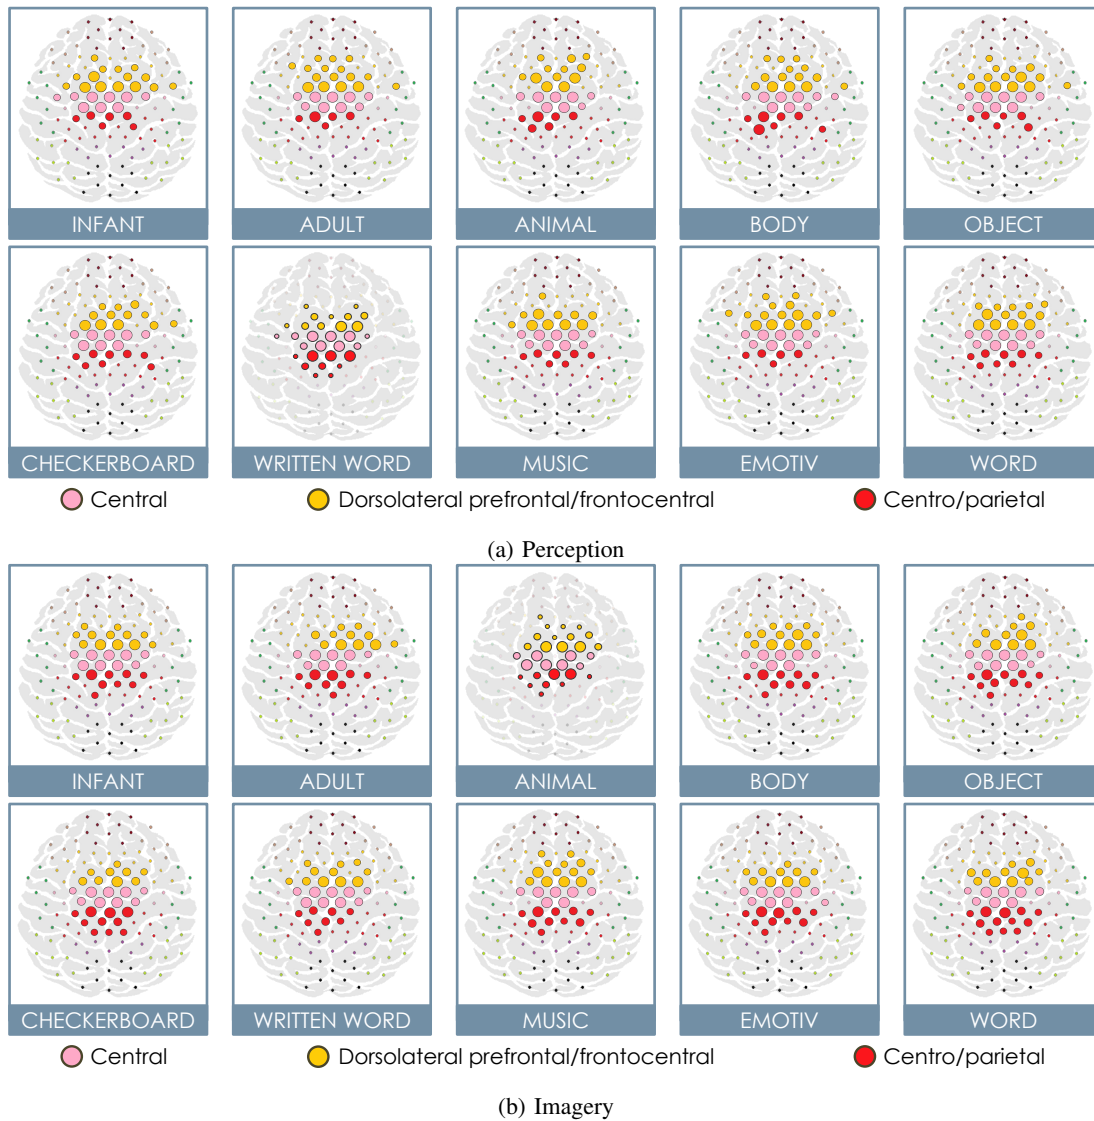 INFANT ADULT ANIMAL BODY OBJECT
CHECKERBOARD WRITTEN WORD MUSIC EMOTIV WORD
Central Dorsolateral prefrontal/frontocentral Centro/parietal
(a) Perception
INFANT ADULT ANIMAL BODY OBJECT
CHECKERBOARD WRITTEN WORD MUSIC EMOTIV WORD
Central Dorsolateral prefrontal/frontocentral Centro/parietal
(b) Imagery